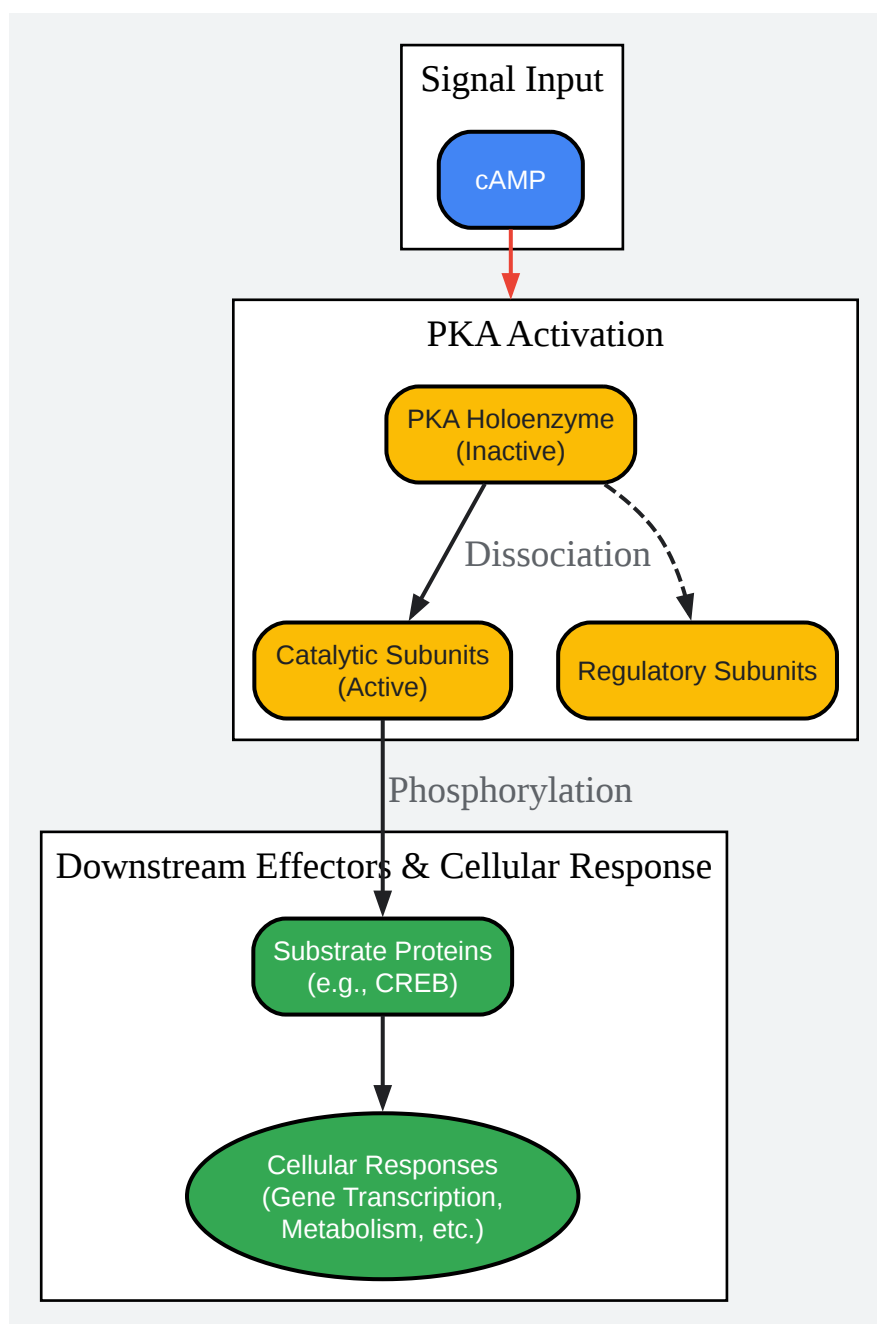 Signal Input
cAMP
PKA Activation
PKA Holoenzyme
(Inactive)
Dissociation
Catalytic Subunits
(Active)
Regulatory Subunits
Phosphorylation
Downstream Effectors & Cellular Response
Substrate Proteins
(e.g., CREB)
Cellular Responses
(Gene Transcription,
Metabolism, etc.)